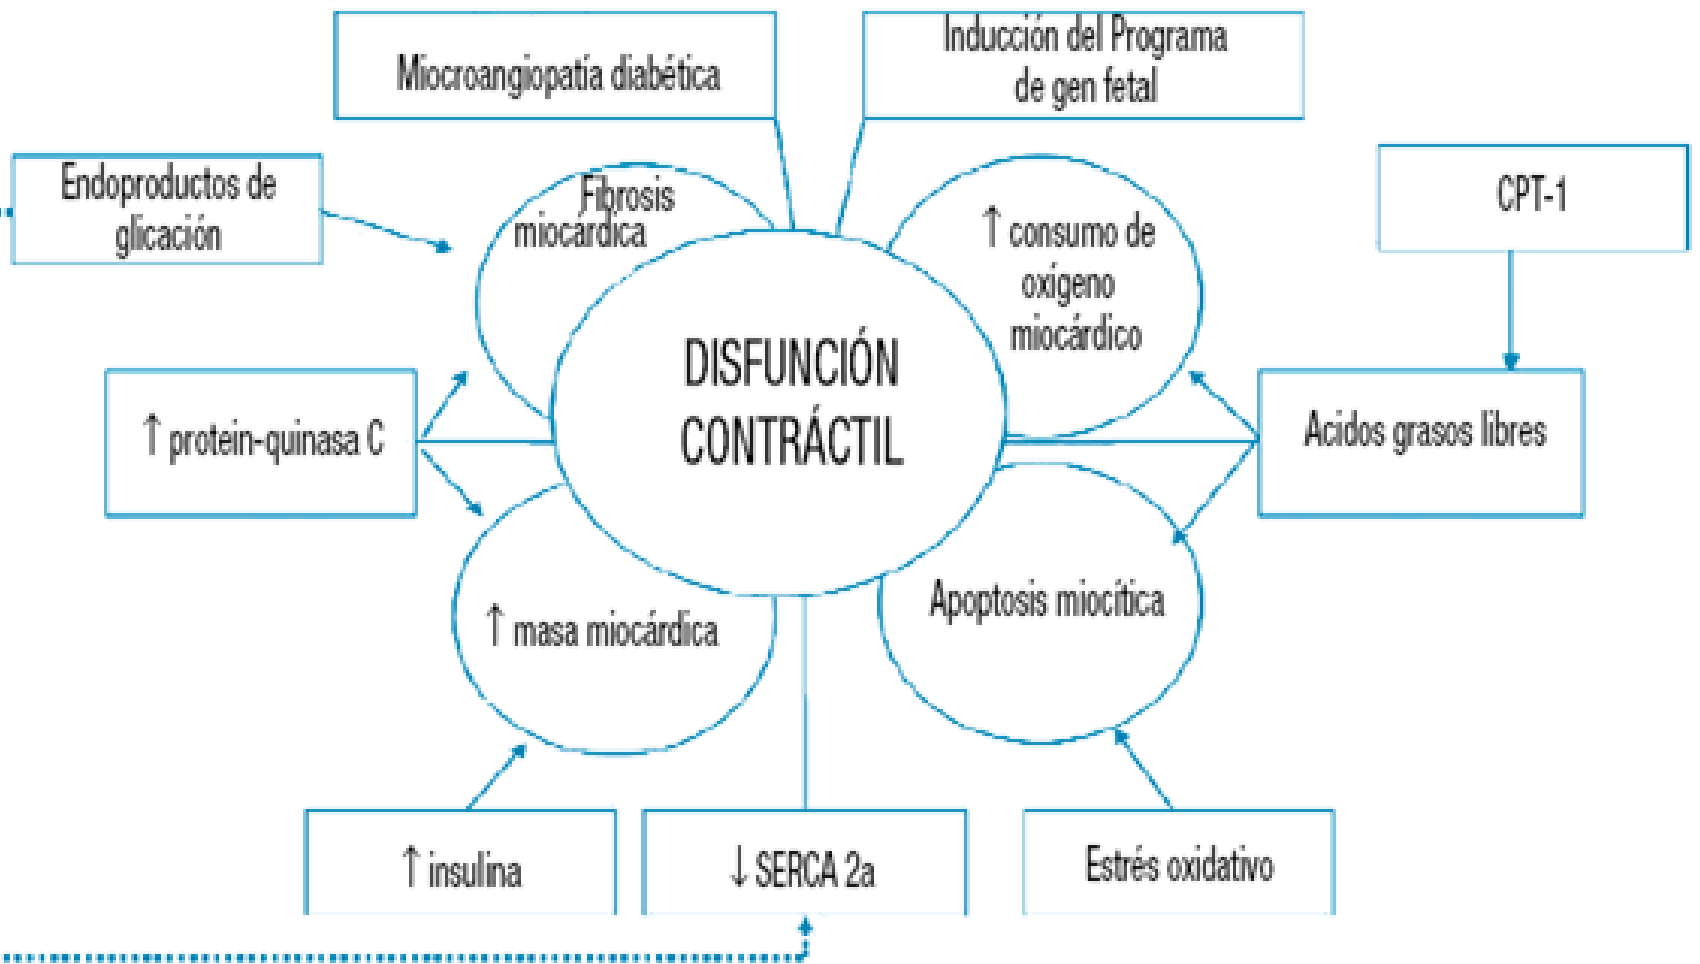 Miocroangiopatía diabética
Inducción del Programa
de gen fetal
Endoproductos de
glicación
Fibrosis
miocárdica
↑ consumo de
oxígeno
miocárdico
CPT-1
DISFUNCIÓN
CONTRÁCTIL
↑ protein-quinasa C
Acidos grasos libres
↑ masa miocárdica
Apoptosis miocítica
↑ insulina
↓ SERCA 2a
Estrés oxidativo